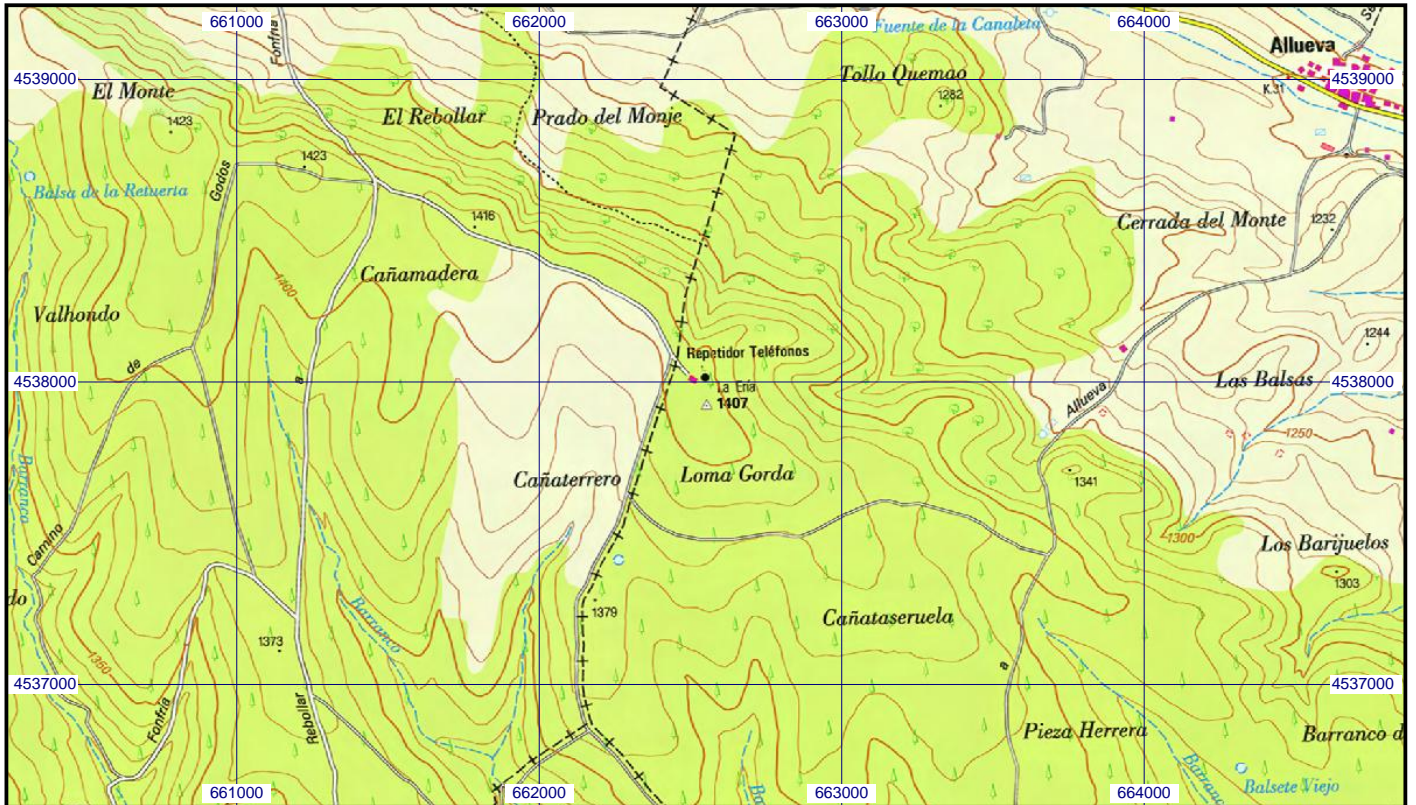 661000
662000
663000
664000
Fonfría
Fuente de la Canaleta
Allueva
4539000
4539000
El Monte
Tollo Quemao
K.31
1282
1423
El Rebollar
Prado del Monje
1423
Godos
Balsa de la Retuerta
1416
Cerrada del Monte
1232
Cañamadera
1400
Valhondo
1244
Repetidor Teléfonos
de
a
4538000
La Eria
1407
4538000
Las Balsas
Allueva
1250
Cañaterrero
Loma Gorda
1341
Barranco
Camino
1300
Los Barijuelos
do
1303
Barranco
1379
Cañataseruela
1373
1350
a
4537000
4537000
Fonfría
Rebollar
Pieza Herrera
Barranco d
Barranc
Ba
Balsete Viejo
661000
662000
663000
664000